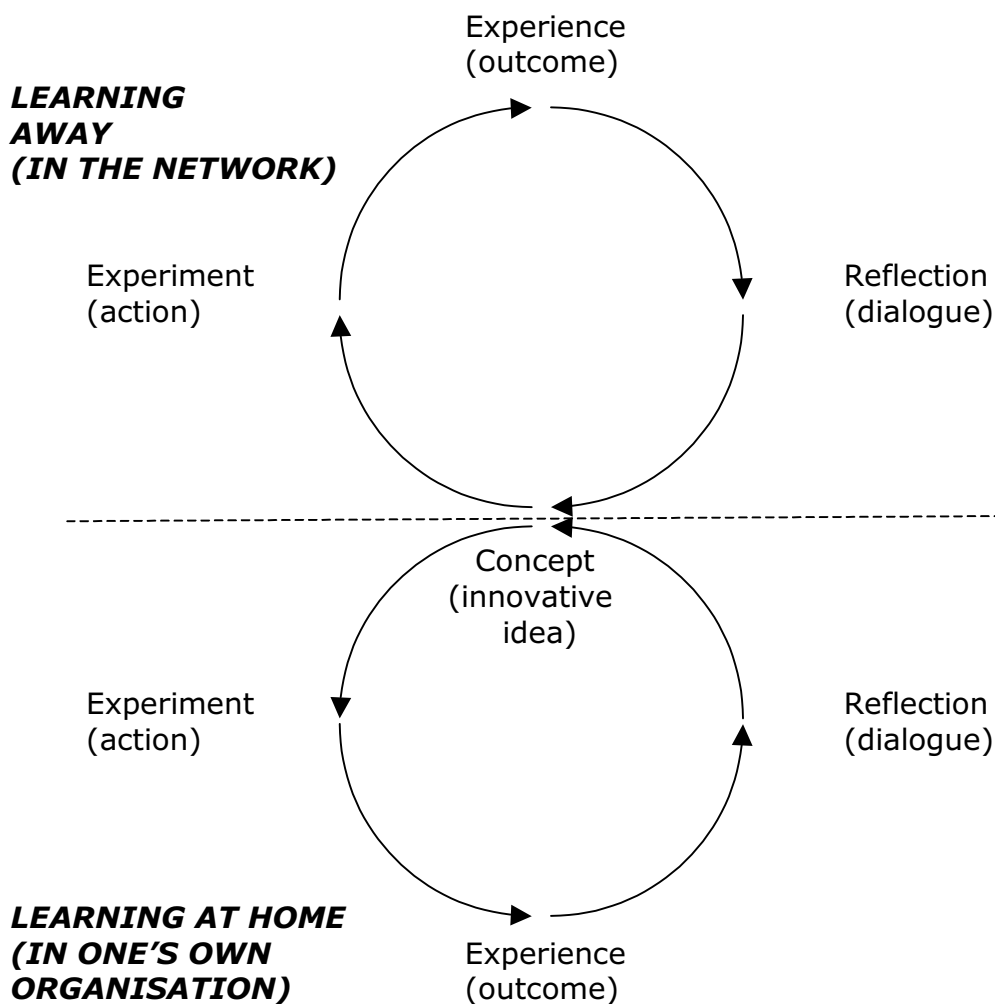 Experience
(outcome)
LEARNING
AWAY
(IN THE NETWORK)
Experiment
(action)
Reflection
(dialogue)
Concept
(innovative
idea)
Experiment
(action)
Reflection
(dialogue)
LEARNING AT HOME
(IN ONE’S OWN
ORGANISATION)
Experience
(outcome)